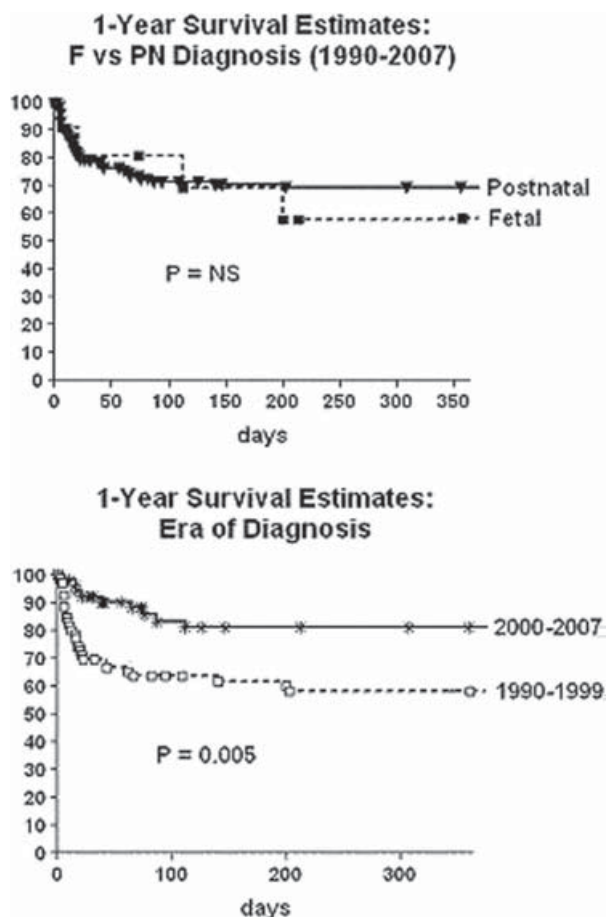 1-Year Survival Estimates:
F vs PN Diagnosis (1990-2007)
100
90
80
70
60
50
40
30
20
10
0
Postnatal
Fetal
P = NS
0 50 100 150 200 250 300 350
days
1-Year Survival Estimates:
Era of Diagnosis
100
90
80
70
60
50
40
30
20
10
0
2000-2007
1990-1999
P = 0.005
0 100 200 300
days